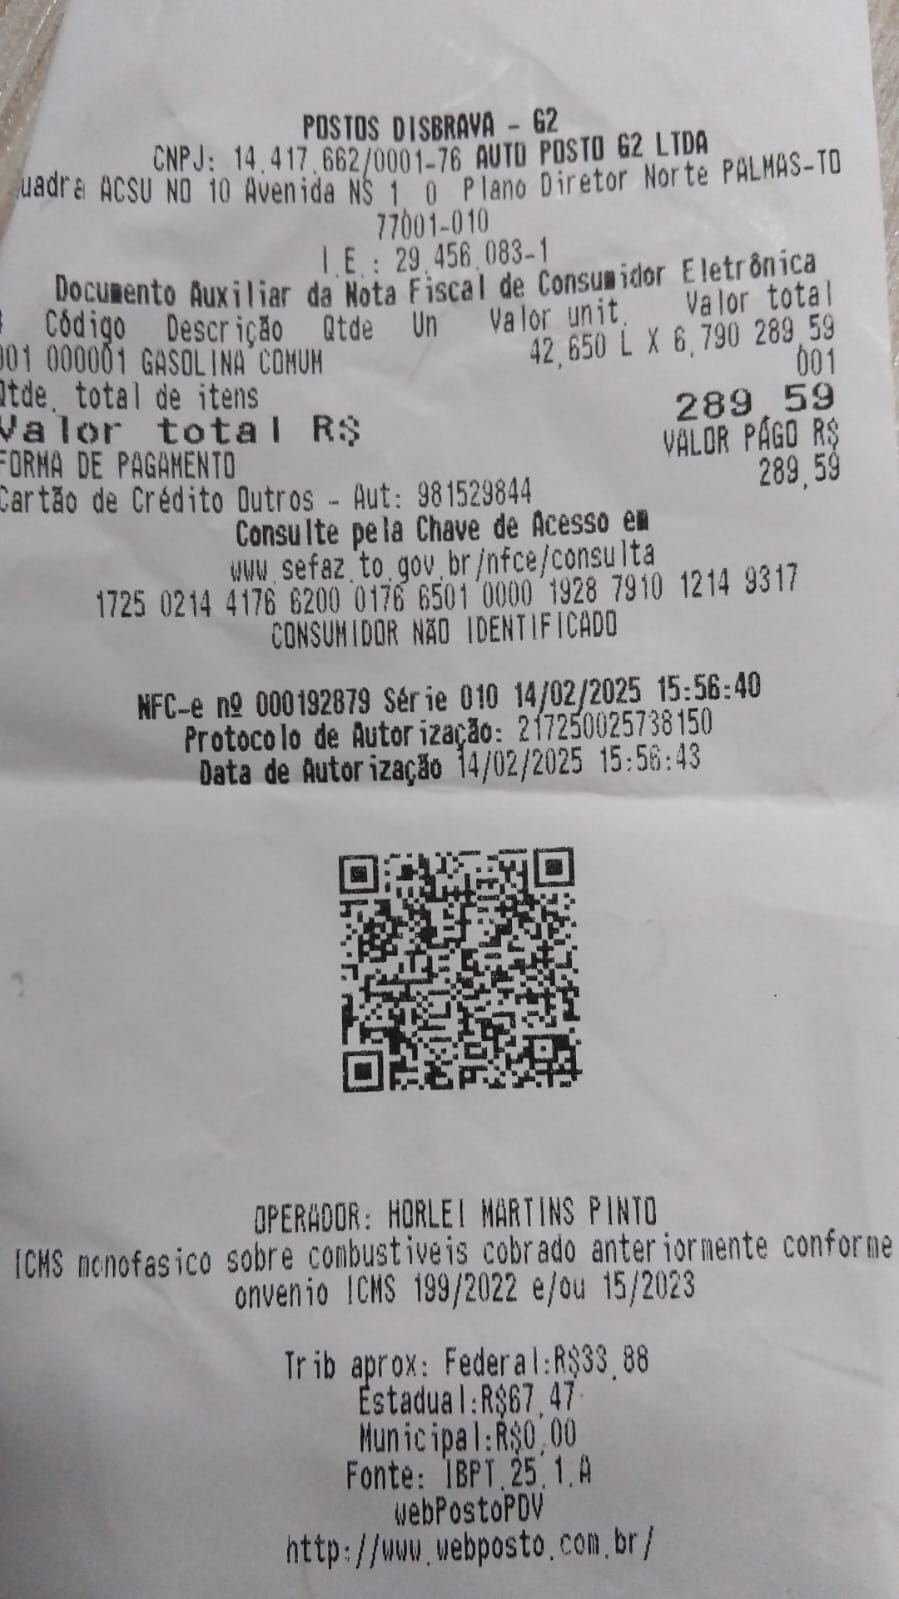 POSTOS DISBRAVA - G2
CNPJ: 14.417.662/0001-76 AUTO POSTO G2 LTDA
uadra ACSU NO 10 Avenida NS 1 0 Plano Diretor Norte PALMAS-TO
77001-010
I.E.: 29.456.083-1
Documento Auxiliar da Nota Fiscal de Consumidor Eletrônica
# Código Descrição Qtde Un Valor unit. Valor total
001 000001 GASOLINA COMUM 42,650 L X 6,790 289,59
Qtde. total de itens 001
Valor total R$ 289,59
FORMA DE PAGAMENTO VALOR PAGO R$
Cartão de Crédito Outros - Aut: 981529844 289,59
Consulte pela Chave de Acesso em
www.sefaz.to.gov.br/nfce/consulta
1725 0214 4176 6200 0176 6501 0000 1928 7910 1214 9317
CONSUMIDOR NÃO IDENTIFICADO
NFC-e nº 000192879 Série 010 14/02/2025 15:56:40
Protocolo de Autorização: 217250025738150
Data de Autorização 14/02/2025 15:56:43
OPERADOR: HORLEI MARTINS PINTO
ICMS monofasico sobre combustiveis cobrado anteriormente conforme
onvenio ICMS 199/2022 e/ou 15/2023
Trib aprox: Federal:R$33,88
Estadual:R$67,47
Municipal:R$0,00
Fonte: IBPT.25.1.A
webPostoPDV
http://www.webposto.com.br/